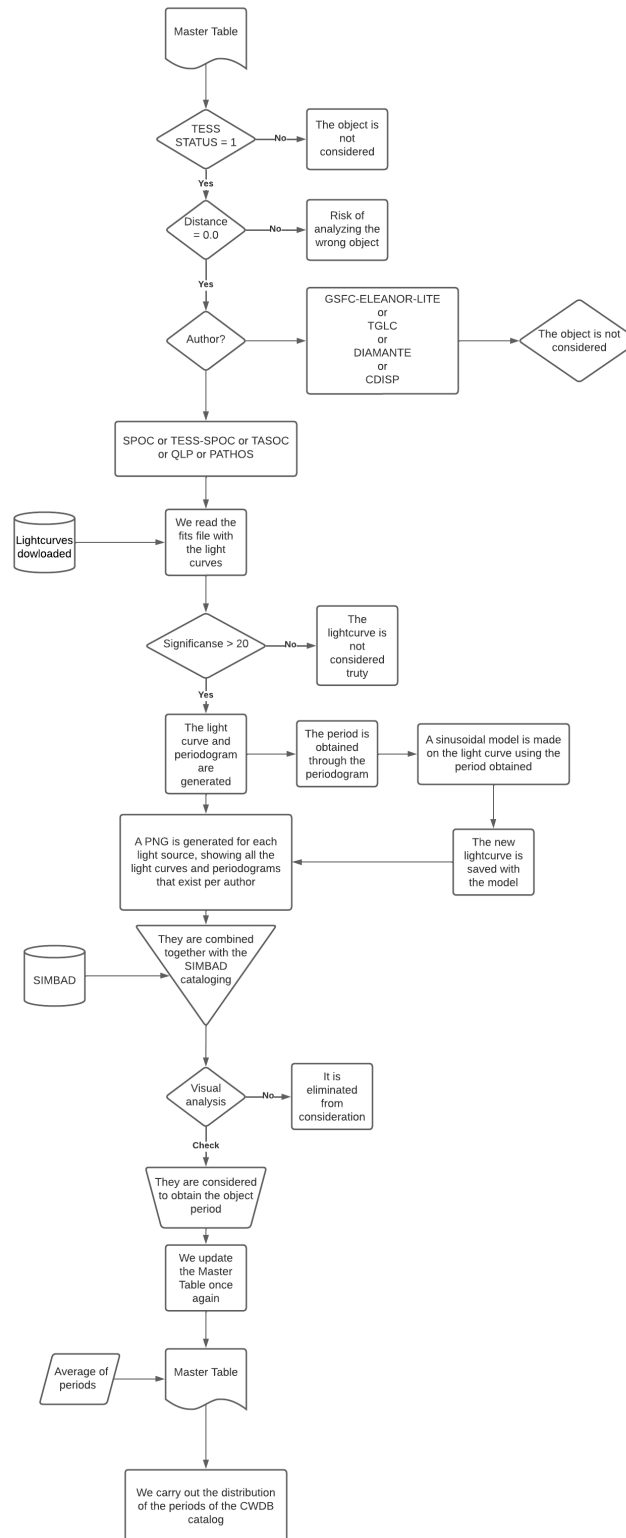 Master Table
TESS
STATUS = 1
No
The object is
not
considered
Yes
Distance
= 0.0
No
Risk of
analyzing the
wrong object
Yes
Author?
GSFC-ELEANOR-LITE
or
TGLC
or
DIAMANTE
or
CDISP
The object is not
considered
SPOC or TESS-SPOC or TASOC
or QLP or PATHOS
Lightcurves
dowloaded
We read the
fits file with
the light
curves
Significanse > 20
No
The
lightcurve is
not
considered
truty
Yes
The light
curve and
periodogram
are
generated
The period is
obtained
through the
periodogram
A sinusoidal model is made
on the light curve using the
period obtained
A PNG is generated for each
light source, showing all the
light curves and periodograms
that exist per author
The new
lightcurve is
saved with
the model
They are combined
together with the
SIMBAD
cataloging
SIMBAD
Visual
analysis
No
It is
eliminated
from
consideration
Check
They are considered
to obtain the object
period
We update
the Master
Table once
again
Average of
periods
Master Table
We carry out the distribution
of the periods of the CWDB
catalog